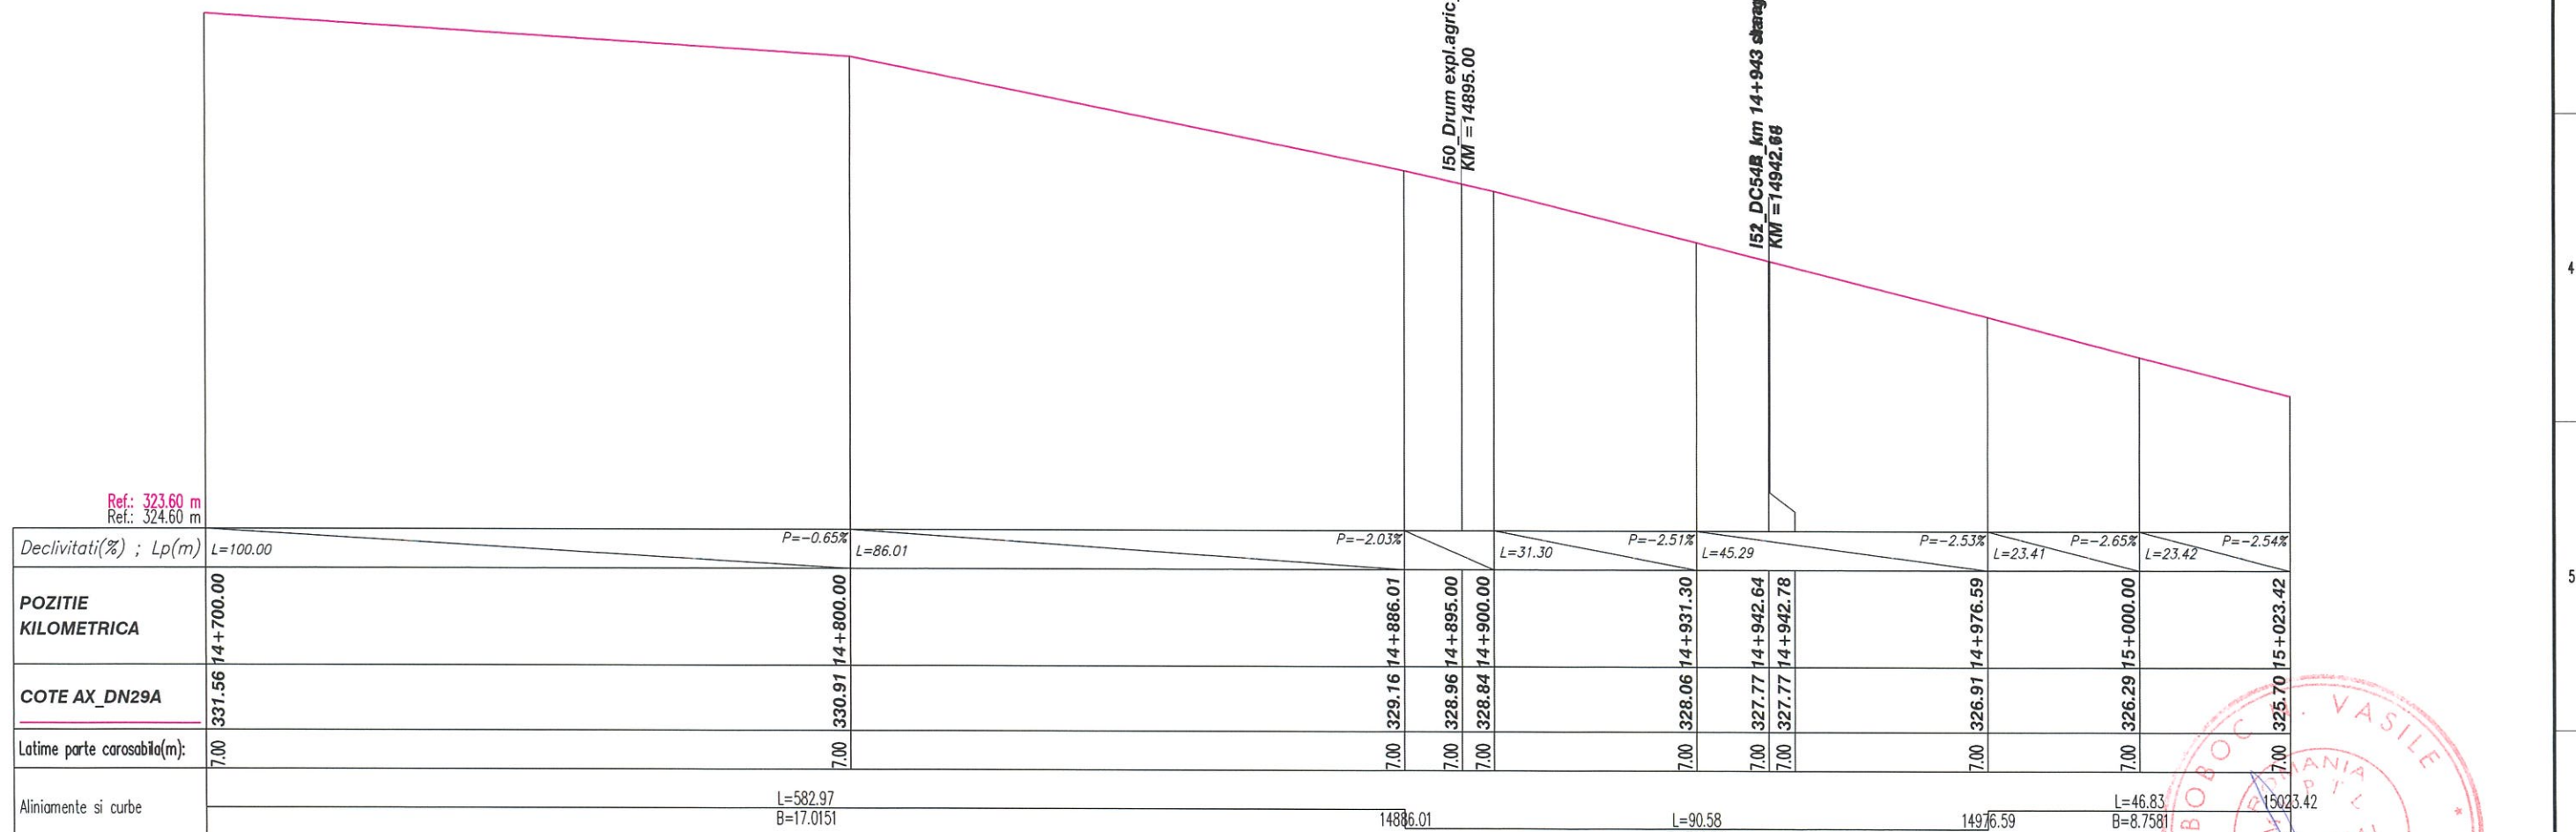 I50_Drum expl.agric_
KM =14895.00
I52_DC54B_km 14+943
4
Ref.: 323.60 m
Ref.: 324.60 m
Declivitati(%) ; Lp(m)
L=100.00
P=-0.65%
L=86.01
P=-2.03%
L=31.30
P=-2.51%
L=45.29
P=-2.53%
L=23.41
P=-2.65%
L=23.42
P=-2.54%
5
POZITIE
KILOMETRICA
14+700.00
14+800.00
14+886.01
14+895.00
14+900.00
14+931.30
14+942.64
14+942.78
14+976.59
15+000.00
15+023.42
COTE AX_DN29A
331.56
330.91
329.16
328.96
328.84
328.06
327.77
327.77
326.91
326.29
325.70
Latime parte carosabila(m):
7.00
7.00
7.00
7.00
7.00
7.00
7.00
7.00
7.00
7.00
7.00
Aliniamente si curbe
L=582.97
B=17.0151
14886.01
L=90.58
14976.59
L=46.83
B=8.7581
15023.42
BOBOC N. VASILE *